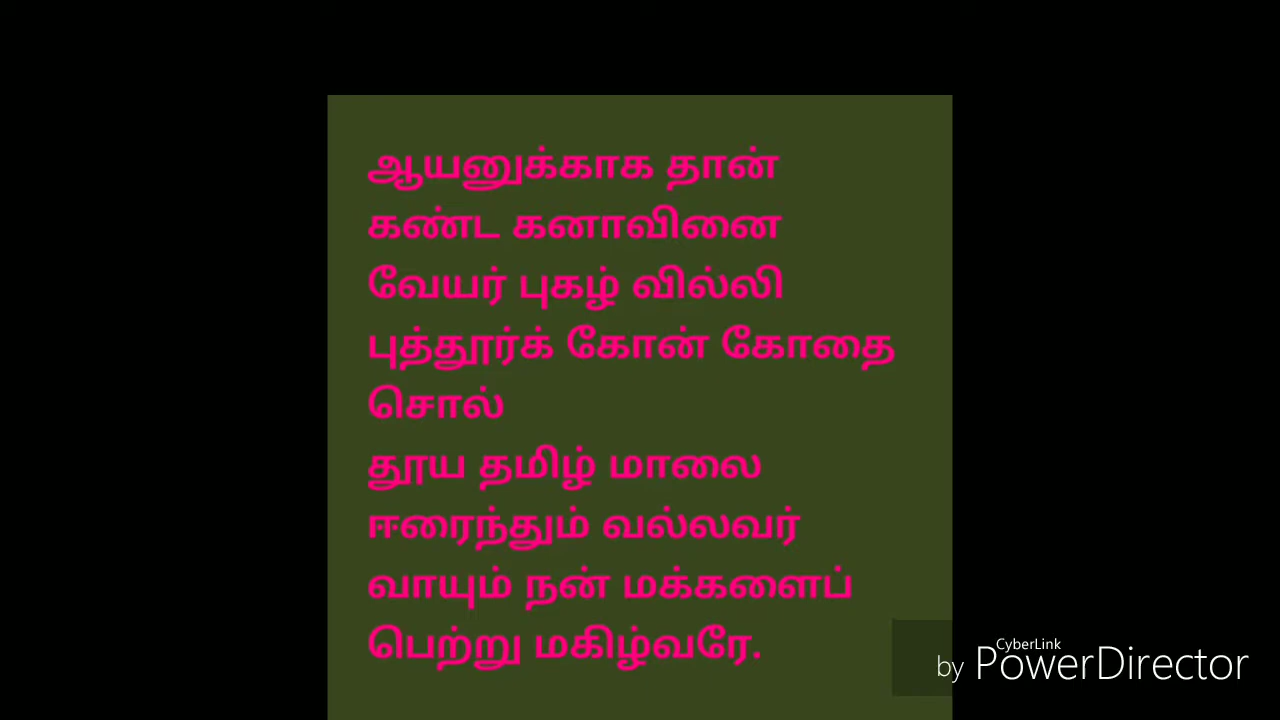 ஆயனுக்காக தான்
கண்ட கனாவினை
வேயர் புகழ் வில்லி
புத்தூர்க் கோன் கோதை
சொல்
தூய தமிழ் மாலை
ஈரைந்தும் வல்லவர்
வாயும் நன் மக்களைப்
பெற்று மகிழ்வரே.
CyberLink
by PowerDirector